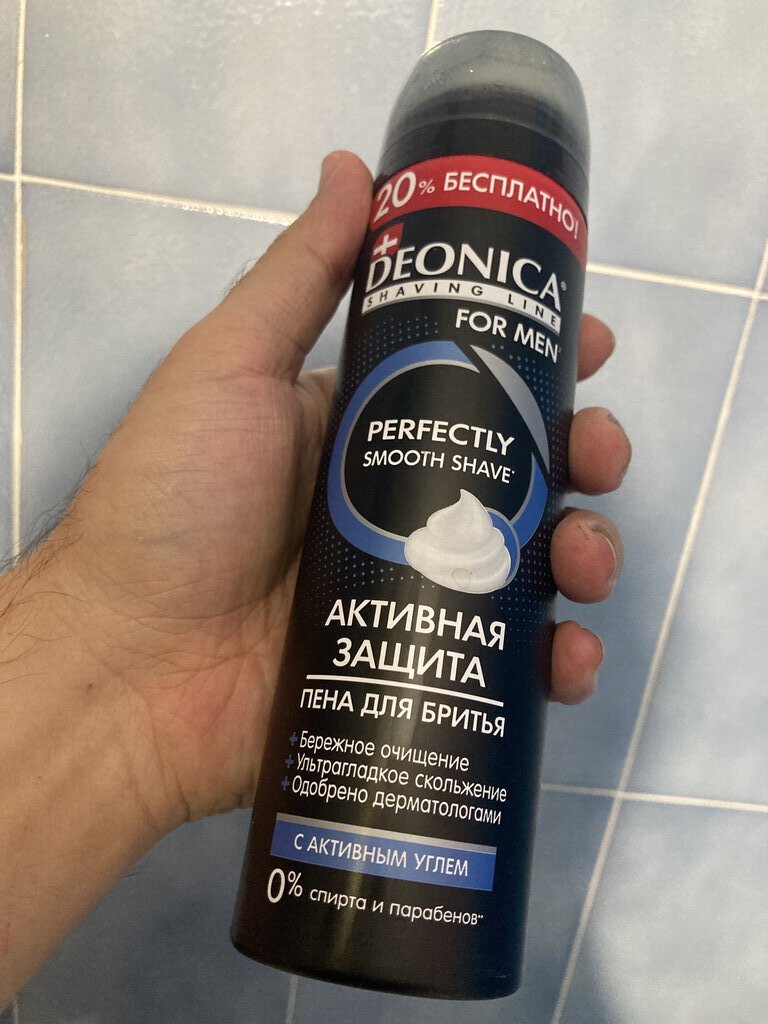 20% БЕСПЛАТНО!
DEONICA®
SHAVING LINE
FOR MEN*
PERFECTLY
SMOOTH SHAVE*
АКТИВНАЯ
ЗАЩИТА
ПЕНА ДЛЯ БРИТЬЯ
+Бережное очищение
+Ультрагладкое скольжение
+Одобрено дерматологами
С АКТИВНЫМ УГЛЕМ
0% спирта и парабенов**